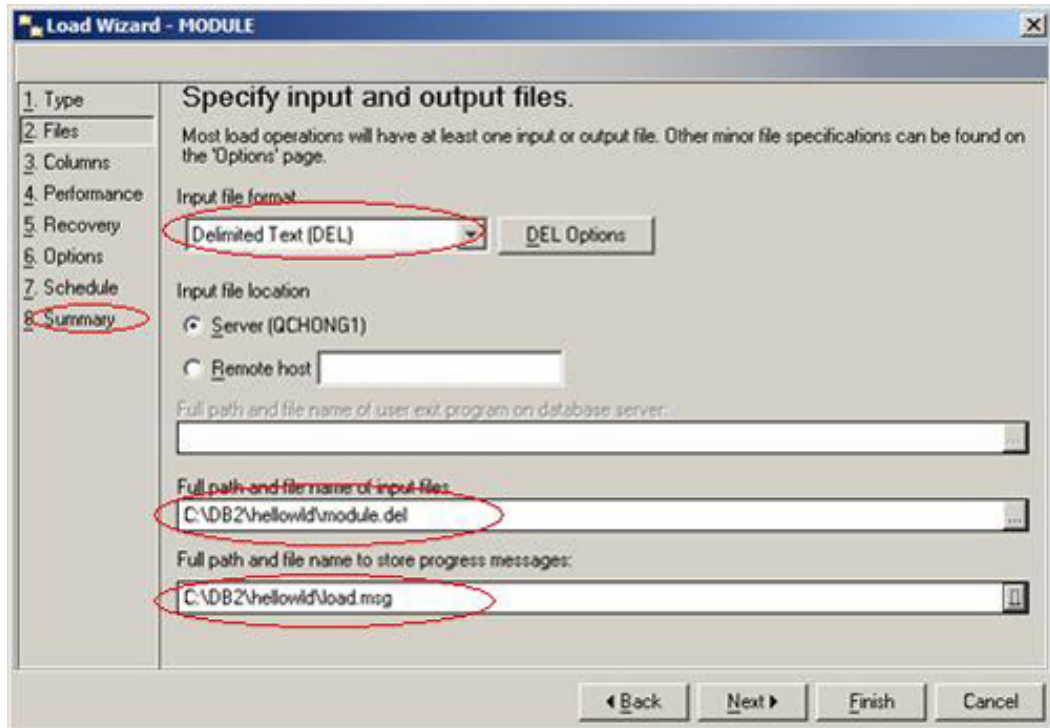 Load Wizard - MODULE
1. Type
2. Files
3. Columns
4. Performance
5. Recovery
6. Options
7. Schedule
8. Summary
Specify input and output files.
Most load operations will have at least one input or output file. Other minor file specifications can be found on
the 'Options' page.
Input file format
Delimited Text (DEL)
DEL Options
Input file location
Server (QCHONG1)
Remote host
Full path and file name of user exit program on database server:
...
Full path and file name of input files
C:\DB2\hellowld\module.del
...
Full path and file name to store progress messages:
C:\DB2\hellowld\load.msg
Back
Next
Finish
Cancel